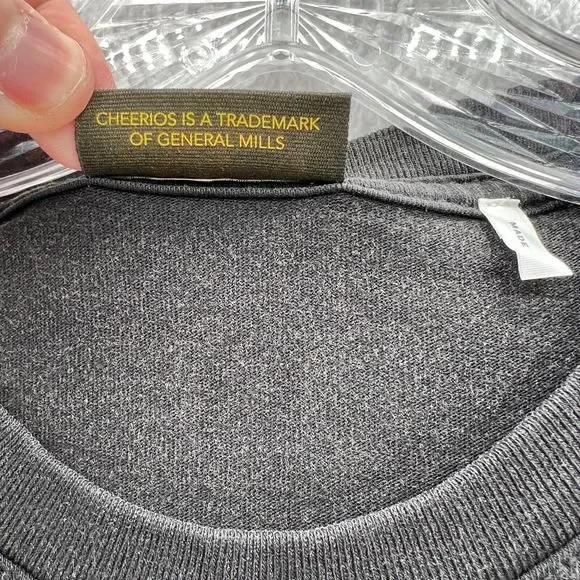 CHEERIOS IS A TRADEMARK
OF GENERAL MILLS
MADE